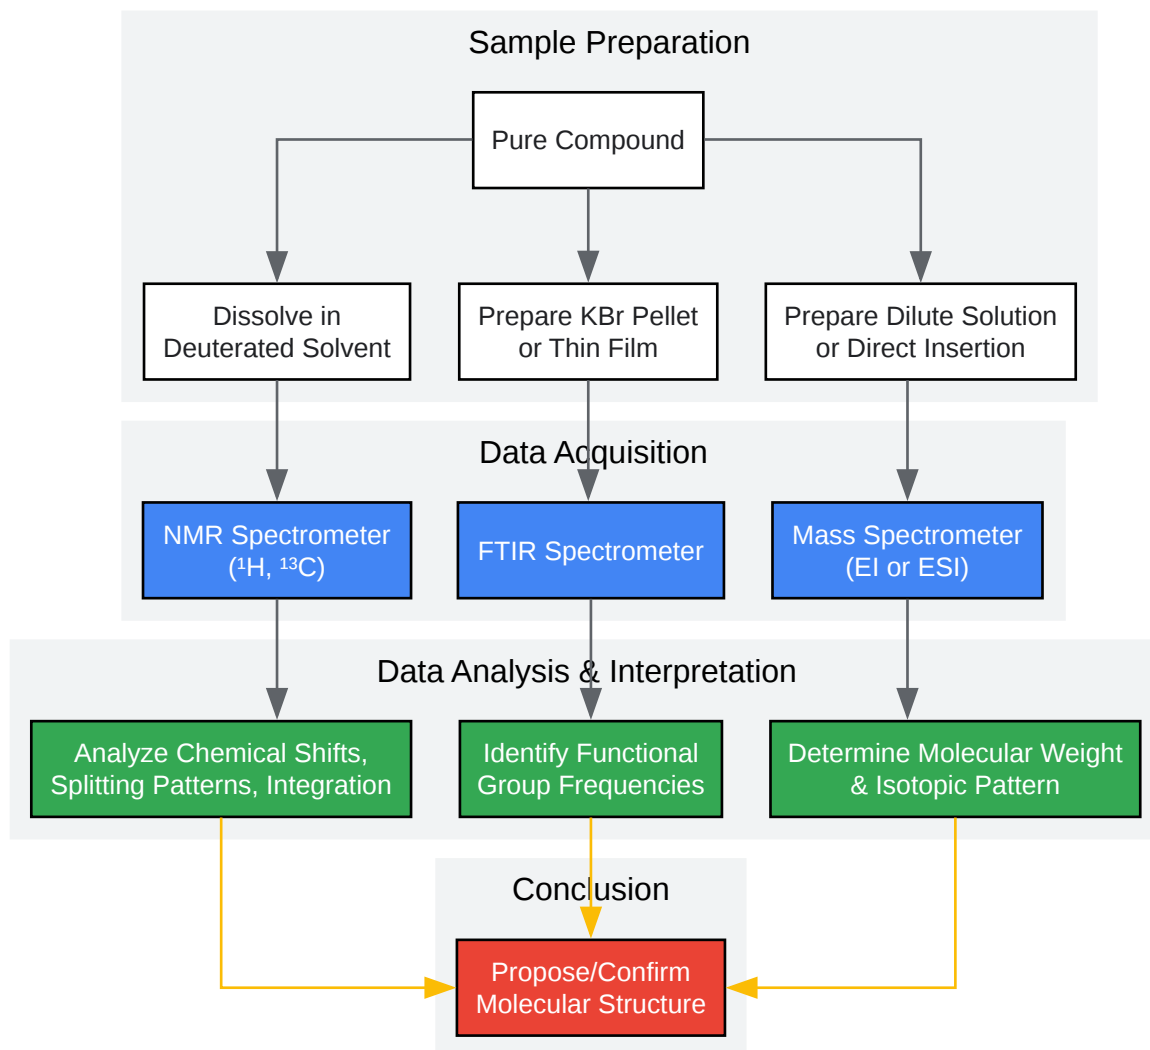 Sample Preparation
Pure Compound
Dissolve in
Deuterated Solvent
Prepare KBr Pellet
or Thin Film
Prepare Dilute Solution
or Direct Insertion
Data Acquisition
NMR Spectrometer
(¹H, ¹³C)
FTIR Spectrometer
Mass Spectrometer
(EI or ESI)
Data Analysis & Interpretation
Analyze Chemical Shifts,
Splitting Patterns, Integration
Identify Functional
Group Frequencies
Determine Molecular Weight
& Isotopic Pattern
Conclusion
Propose/Confirm
Molecular Structure